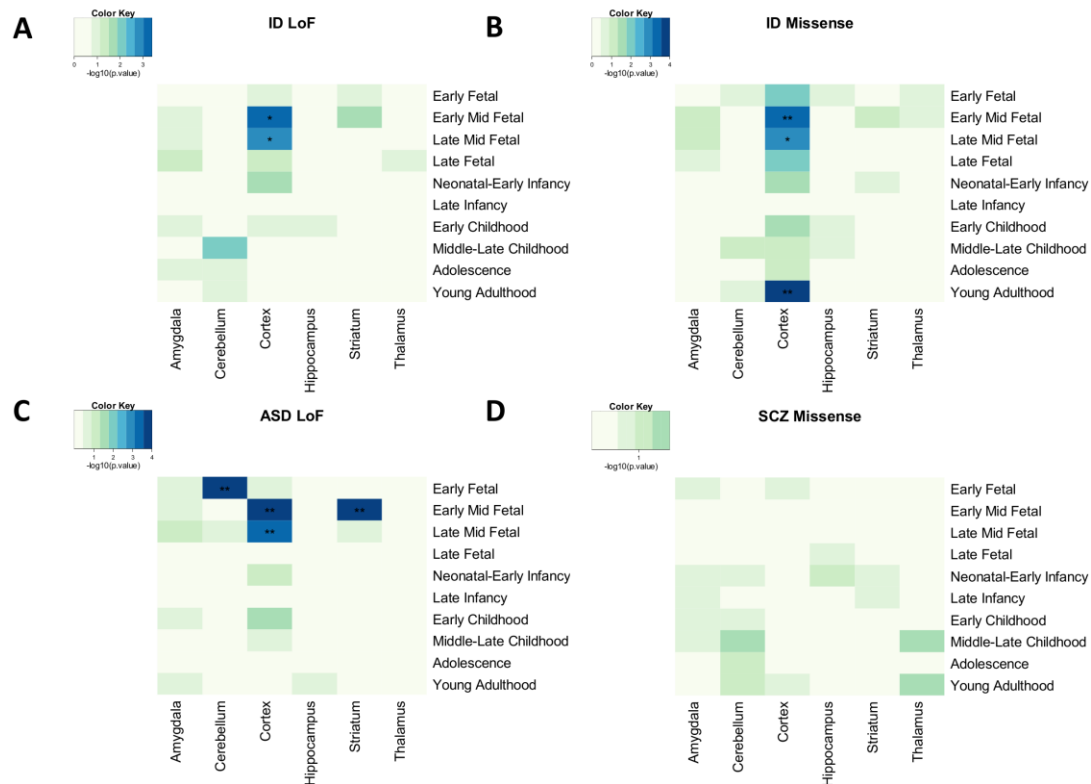 A
Color Key
0 1 2 3
-log10(p.value)
ID LoF
Early Fetal
* Early Mid Fetal
* Late Mid Fetal
Late Fetal
Neonatal-Early Infancy
Late Infancy
Early Childhood
Middle-Late Childhood
Adolescence
Young Adulthood
Amygdala
Cerebellum
Cortex
Hippocampus
Striatum
Thalamus
B
Color Key
0 1 2 3 4
-log10(p.value)
ID Missense
Early Fetal
** Early Mid Fetal
* Late Mid Fetal
Late Fetal
Neonatal-Early Infancy
Late Infancy
Early Childhood
Middle-Late Childhood
Adolescence
** Young Adulthood
Amygdala
Cerebellum
Cortex
Hippocampus
Striatum
Thalamus
C
Color Key
1 2 3 4
-log10(p.value)
ASD LoF
** Early Fetal
** ** Early Mid Fetal
** Late Mid Fetal
Late Fetal
Neonatal-Early Infancy
Late Infancy
Early Childhood
Middle-Late Childhood
Adolescence
Young Adulthood
Amygdala
Cerebellum
Cortex
Hippocampus
Striatum
Thalamus
D
Color Key
1
-log10(p.value)
SCZ Missense
Early Fetal
Early Mid Fetal
Late Mid Fetal
Late Fetal
Neonatal-Early Infancy
Late Infancy
Early Childhood
Middle-Late Childhood
Adolescence
Young Adulthood
Amygdala
Cerebellum
Cortex
Hippocampus
Striatum
Thalamus